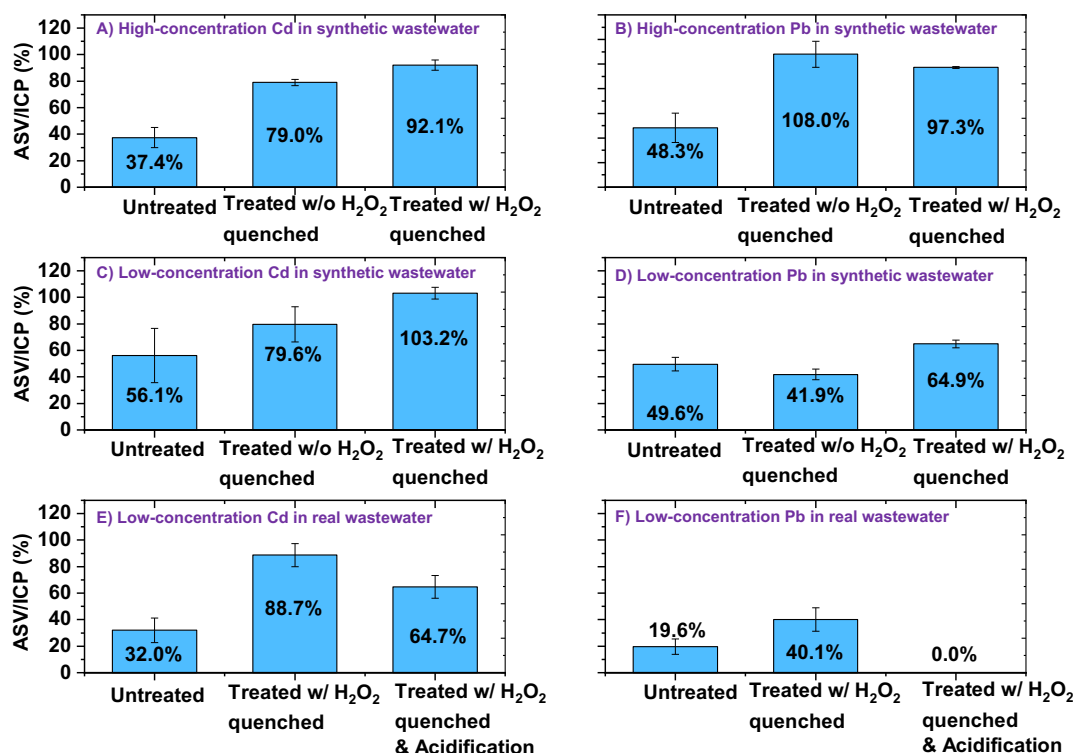 A) High-concentration Cd in synthetic wastewater
ASV/ICP (%)
120
100
80
60
40
20
0
37.4%
79.0%
92.1%
Untreated
Treated w/o H₂O₂
quenched
Treated w/ H₂O₂
quenched
B) High-concentration Pb in synthetic wastewater
48.3%
108.0%
97.3%
Untreated
Treated w/o H₂O₂
quenched
Treated w/ H₂O₂
quenched
C) Low-concentration Cd in synthetic wastewater
ASV/ICP (%)
120
100
80
60
40
20
0
56.1%
79.6%
103.2%
Untreated
Treated w/o H₂O₂
quenched
Treated w/ H₂O₂
quenched
D) Low-concentration Pb in synthetic wastewater
49.6%
41.9%
64.9%
Untreated
Treated w/o H₂O₂
quenched
Treated w/ H₂O₂
quenched
E) Low-concentration Cd in real wastewater
ASV/ICP (%)
120
100
80
60
40
20
0
32.0%
88.7%
64.7%
Untreated
Treated w/ H₂O₂
quenched
Treated w/ H₂O₂
quenched
& Acidification
F) Low-concentration Pb in real wastewater
19.6%
40.1%
0.0%
Untreated
Treated w/ H₂O₂
quenched
Treated w/ H₂O₂
quenched
& Acidification